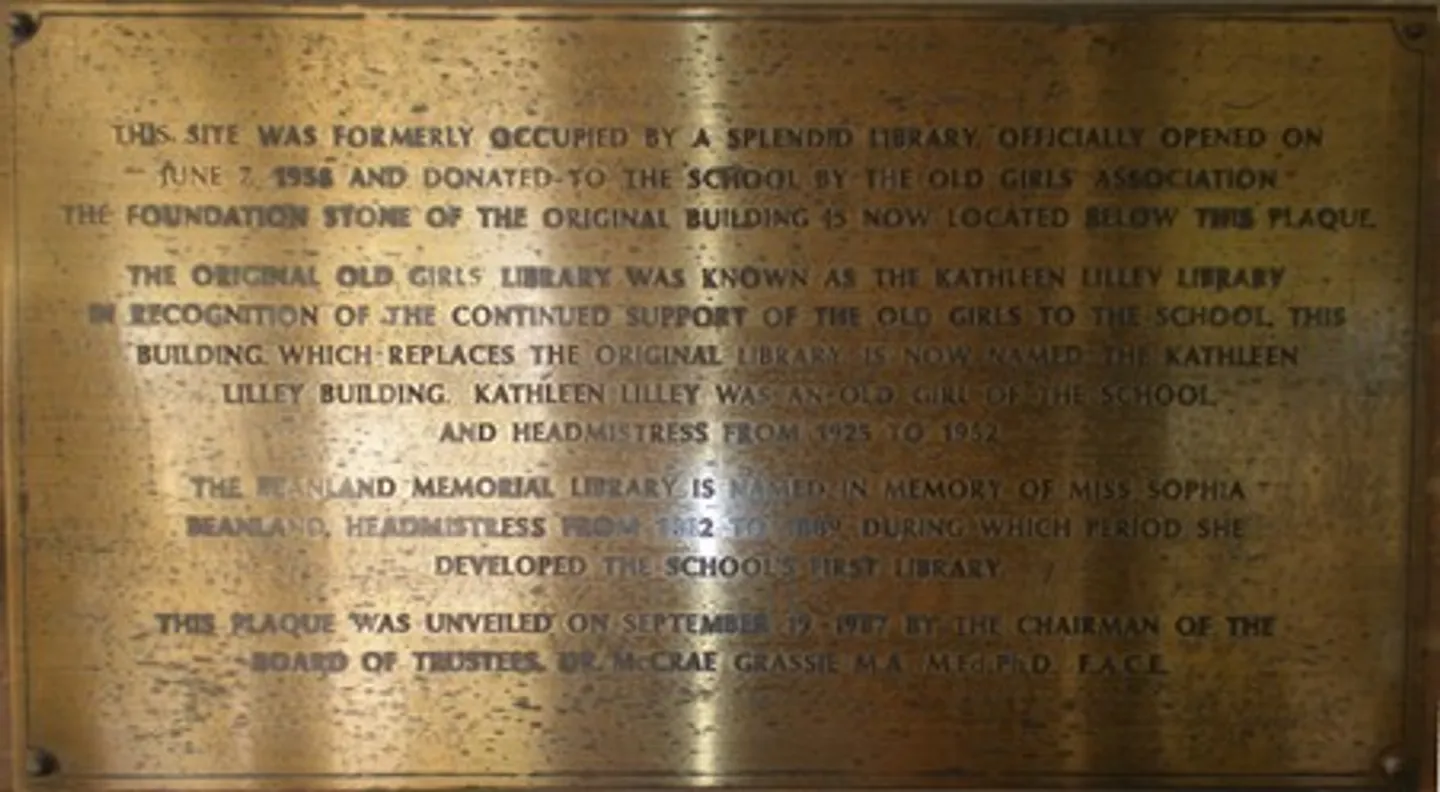 THIS SITE WAS FORMERLY OCCUPIED BY A SPLENDID LIBRARY, OFFICIALLY OPENED ON
JUNE 7, 1958 AND DONATED TO THE SCHOOL BY THE OLD GIRLS' ASSOCIATION
THE FOUNDATION STONE OF THE ORIGINAL BUILDING IS NOW LOCATED BELOW THIS PLAQUE.
THE ORIGINAL OLD GIRLS' LIBRARY WAS KNOWN AS THE KATHLEEN LILLEY LIBRARY
IN RECOGNITION OF THE CONTINUED SUPPORT OF THE OLD GIRLS TO THE SCHOOL, THIS
BUILDING, WHICH REPLACES THE ORIGINAL LIBRARY, IS NOW NAMED THE KATHLEEN
LILLEY BUILDING. KATHLEEN LILLEY WAS AN OLD GIRL OF THE SCHOOL
AND HEADMISTRESS FROM 1925 TO 1952
THE BEANLAND MEMORIAL LIBRARY IS NAMED IN MEMORY OF MISS SOPHIA
BEANLAND, HEADMISTRESS FROM 1882 TO 1889, DURING WHICH PERIOD SHE
DEVELOPED THE SCHOOL'S FIRST LIBRARY
THIS PLAQUE WAS UNVEILED ON SEPTEMBER 19, 1987 BY THE CHAIRMAN OF THE
BOARD OF TRUSTEES, DR. McCRAE GRASSIE M.A. M.Ed. Ph.D. F.A.C.E.